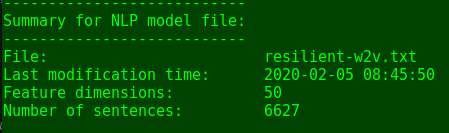 ---------------------------
Summary for NLP model file:
---------------------------
File: resilient-w2v.txt
Last modification time: 2020-02-05 08:45:50
Feature dimensions: 50
Number of sentences: 6627